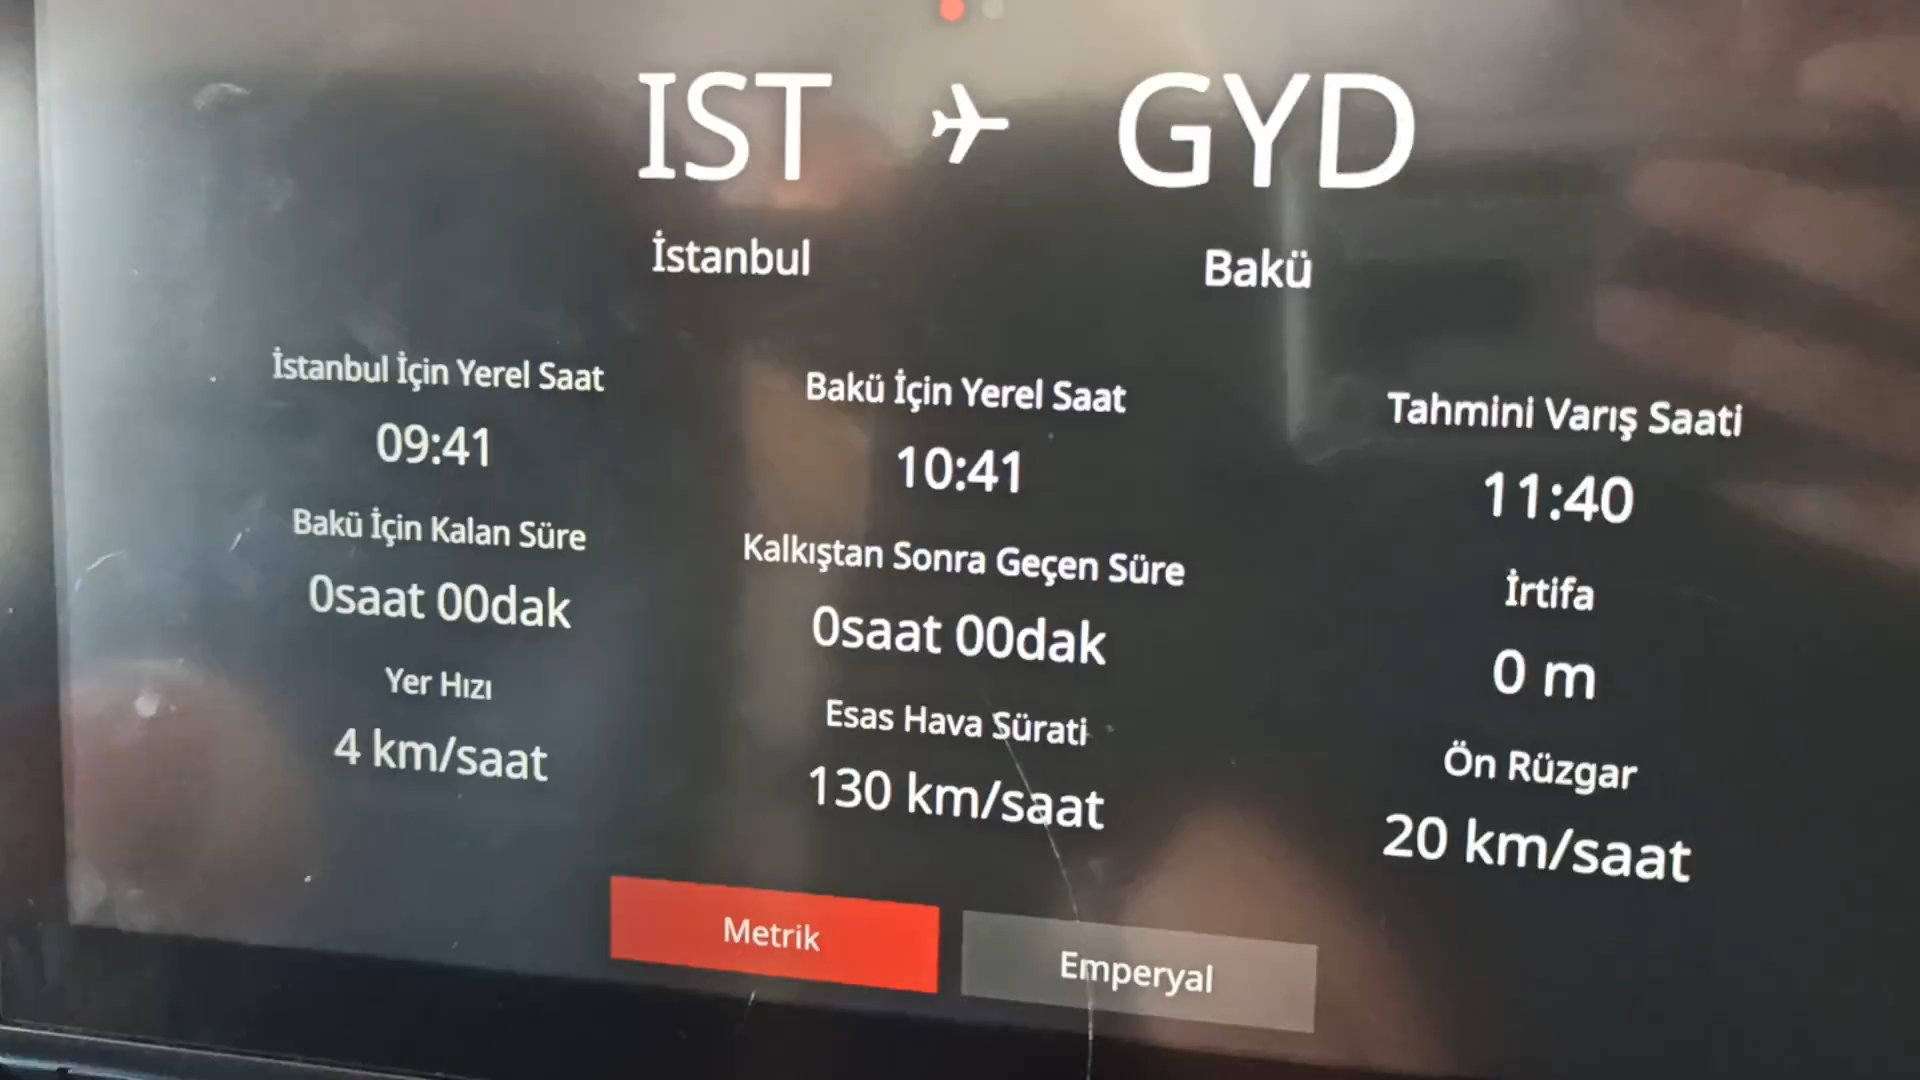 IST GYD
İstanbul Bakü
İstanbul İçin Yerel Saat
09:41
Bakü İçin Yerel Saat
10:41
Tahmini Varış Saati
11:40
Bakü İçin Kalan Süre
0saat 00dak
Kalkıştan Sonra Geçen Süre
0saat 00dak
İrtifa
0 m
Yer Hızı
4 km/saat
Esas Hava Sürati
130 km/saat
Ön Rüzgar
20 km/saat
Metrik
Emperyal